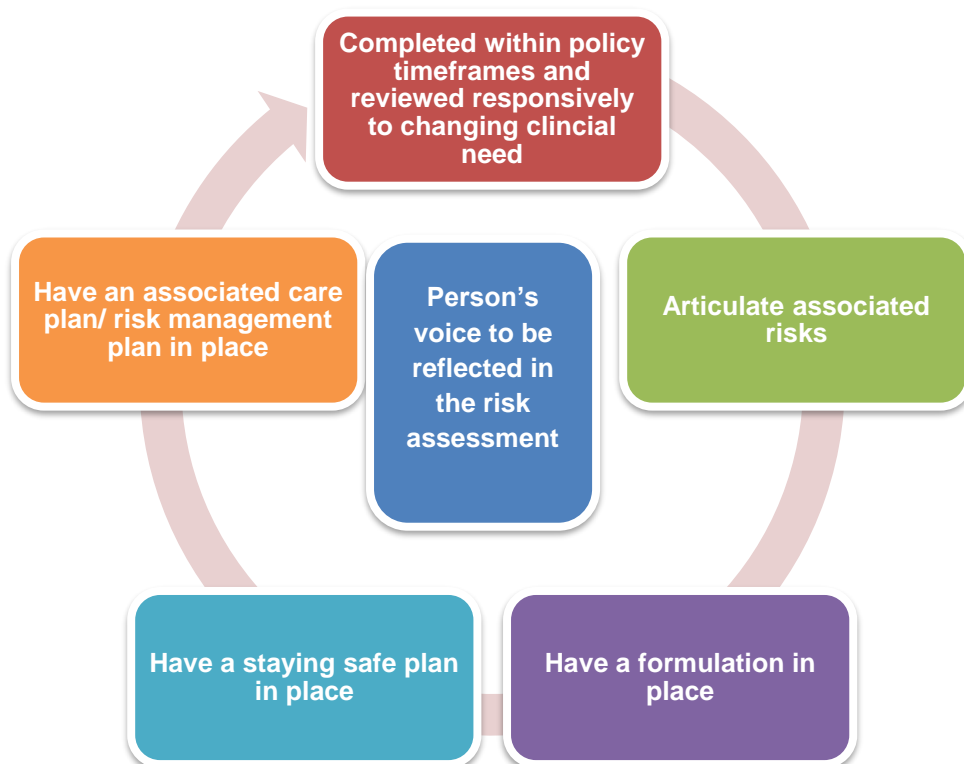 Completed within policy
timeframes and
reviewed responsively
to changing clincial
need
Articulate associated
risks
Have a formulation in
place
Have a staying safe plan
in place
Have an associated care
plan/ risk management
plan in place
Person’s
voice to be
reflected in
the risk
assessment